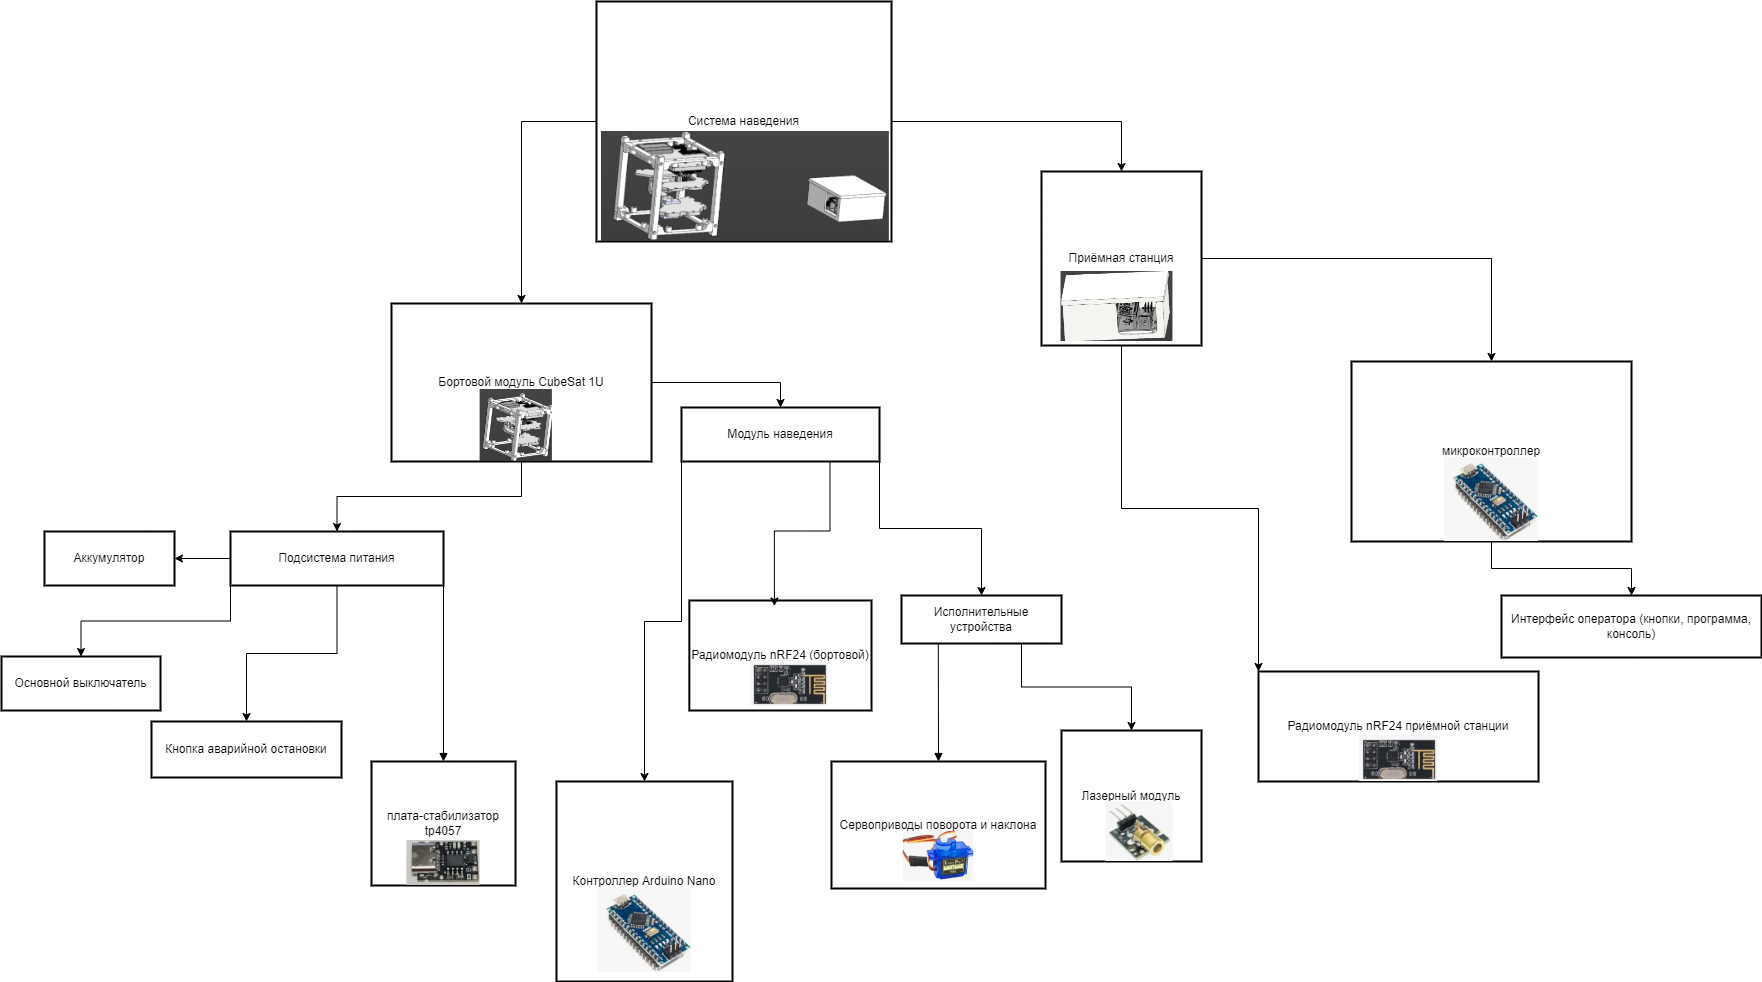 Система наведения
Приёмная станция
Бортовой модуль CubeSat 1U
Модуль наведения
микроконтроллер
Аккумулятор
Подсистема питания
Исполнительные
устройства
Интерфейс оператора (кнопки, программа,
консоль)
Радиомодуль nRF24 (бортовой)
Основной выключатель
Кнопка аварийной остановки
Радиомодуль nRF24 приёмной станции
Лазерный модуль
плата-стабилизатор
tp4057
Сервоприводы поворота и наклона
Контроллер Arduino Nano